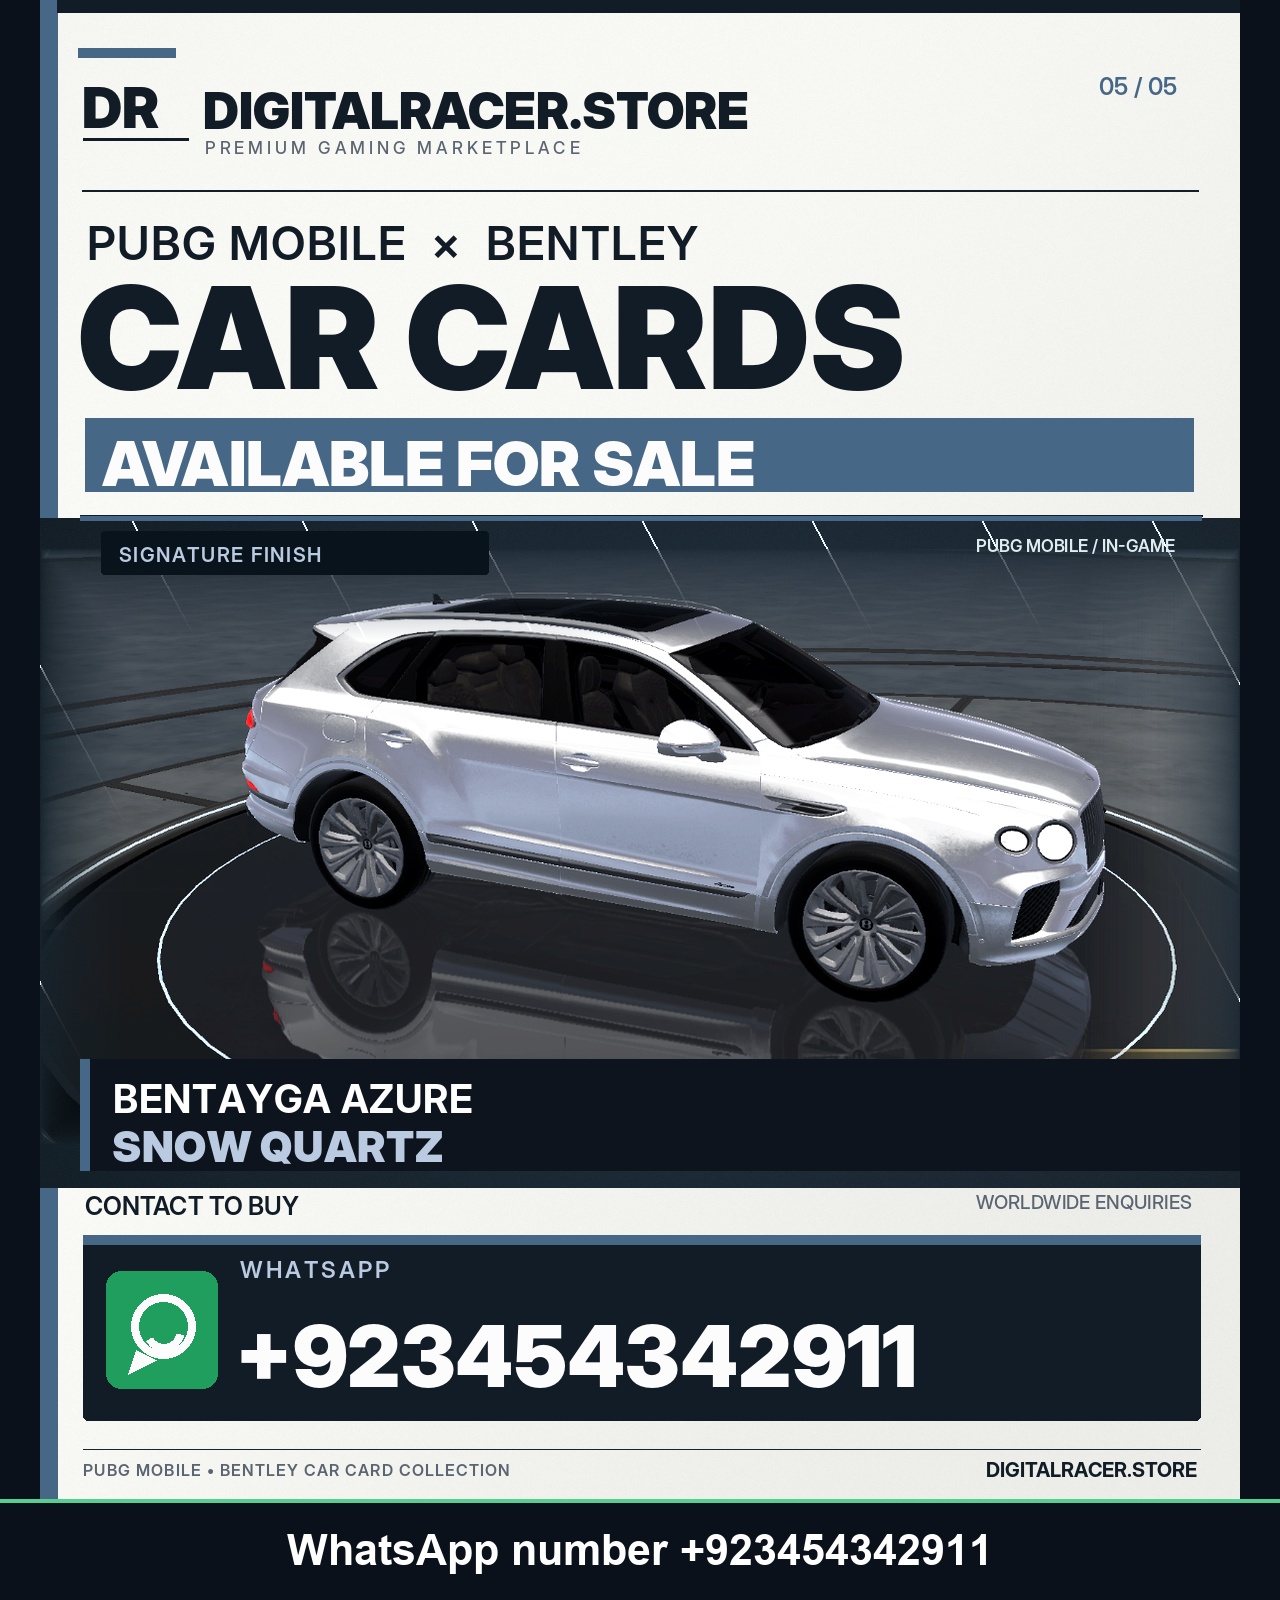 DR DIGITALRACER.STORE
PREMIUM GAMING MARKETPLACE
05 / 05
PUBG MOBILE × BENTLEY
CAR CARDS
AVAILABLE FOR SALE
SIGNATURE FINISH
PUBG MOBILE / IN-GAME
BENTAYGA AZURE
SNOW QUARTZ
CONTACT TO BUY
WORLDWIDE ENQUIRIES
WHATSAPP
+923454342911
PUBG MOBILE • BENTLEY CAR CARD COLLECTION
DIGITALRACER.STORE
WhatsApp number +923454342911